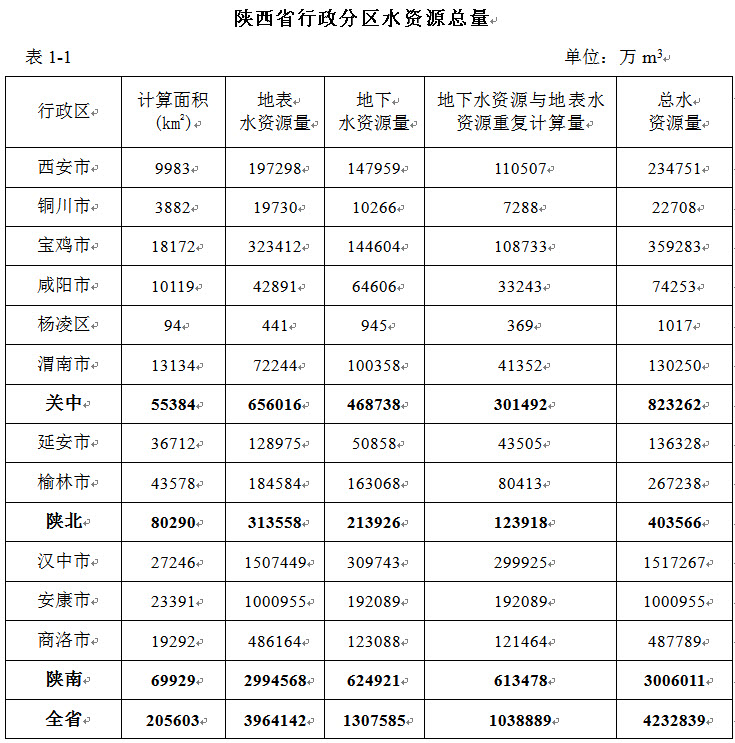 陕西省行政分区水资源总量
表 1-1 单位：万 m³
行政区 计算面积 (km²) 地表 水资源量 地下 水资源量 地下水资源与地表水 资源重复计算量 总水 资源量
西安市 9983 197298 147959 110507 234751
铜川市 3882 19730 10266 7288 22708
宝鸡市 18172 323412 144604 108733 359283
咸阳市 10119 42891 64606 33243 74253
杨凌区 94 441 945 369 1017
渭南市 13134 72244 100358 41352 130250
关中 55384 656016 468738 301492 823262
延安市 36712 128975 50858 43505 136328
榆林市 43578 184584 163068 80413 267238
陕北 80290 313558 213926 123918 403566
汉中市 27246 1507449 309743 299925 1517267
安康市 23391 1000955 192089 192089 1000955
商洛市 19292 486164 123088 121464 487789
陕南 69929 2994568 624921 613478 3006011
全省 205603 3964142 1307585 1038889 4232839